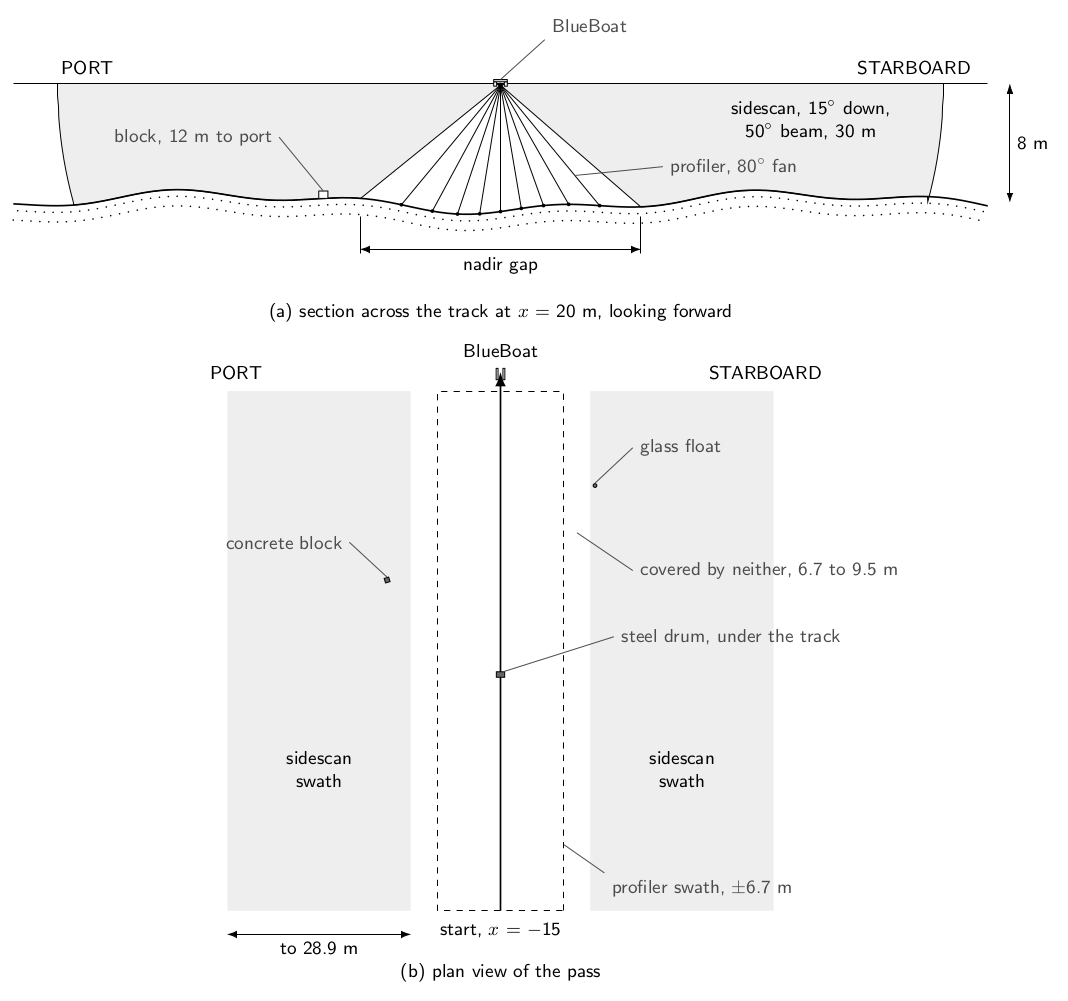 BlueBoat
PORT
STARBOARD
sidescan, 15° down,
50° beam, 30 m
block, 12 m to port
8 m
profiler, 80° fan
nadir gap
(a) section across the track at x = 20 m, looking forward
BlueBoat
PORT
STARBOARD
glass float
concrete block
covered by neither, 6.7 to 9.5 m
steel drum, under the track
sidescan
swath
sidescan
swath
profiler swath, ±6.7 m
start, x = −15
to 28.9 m
(b) plan view of the pass